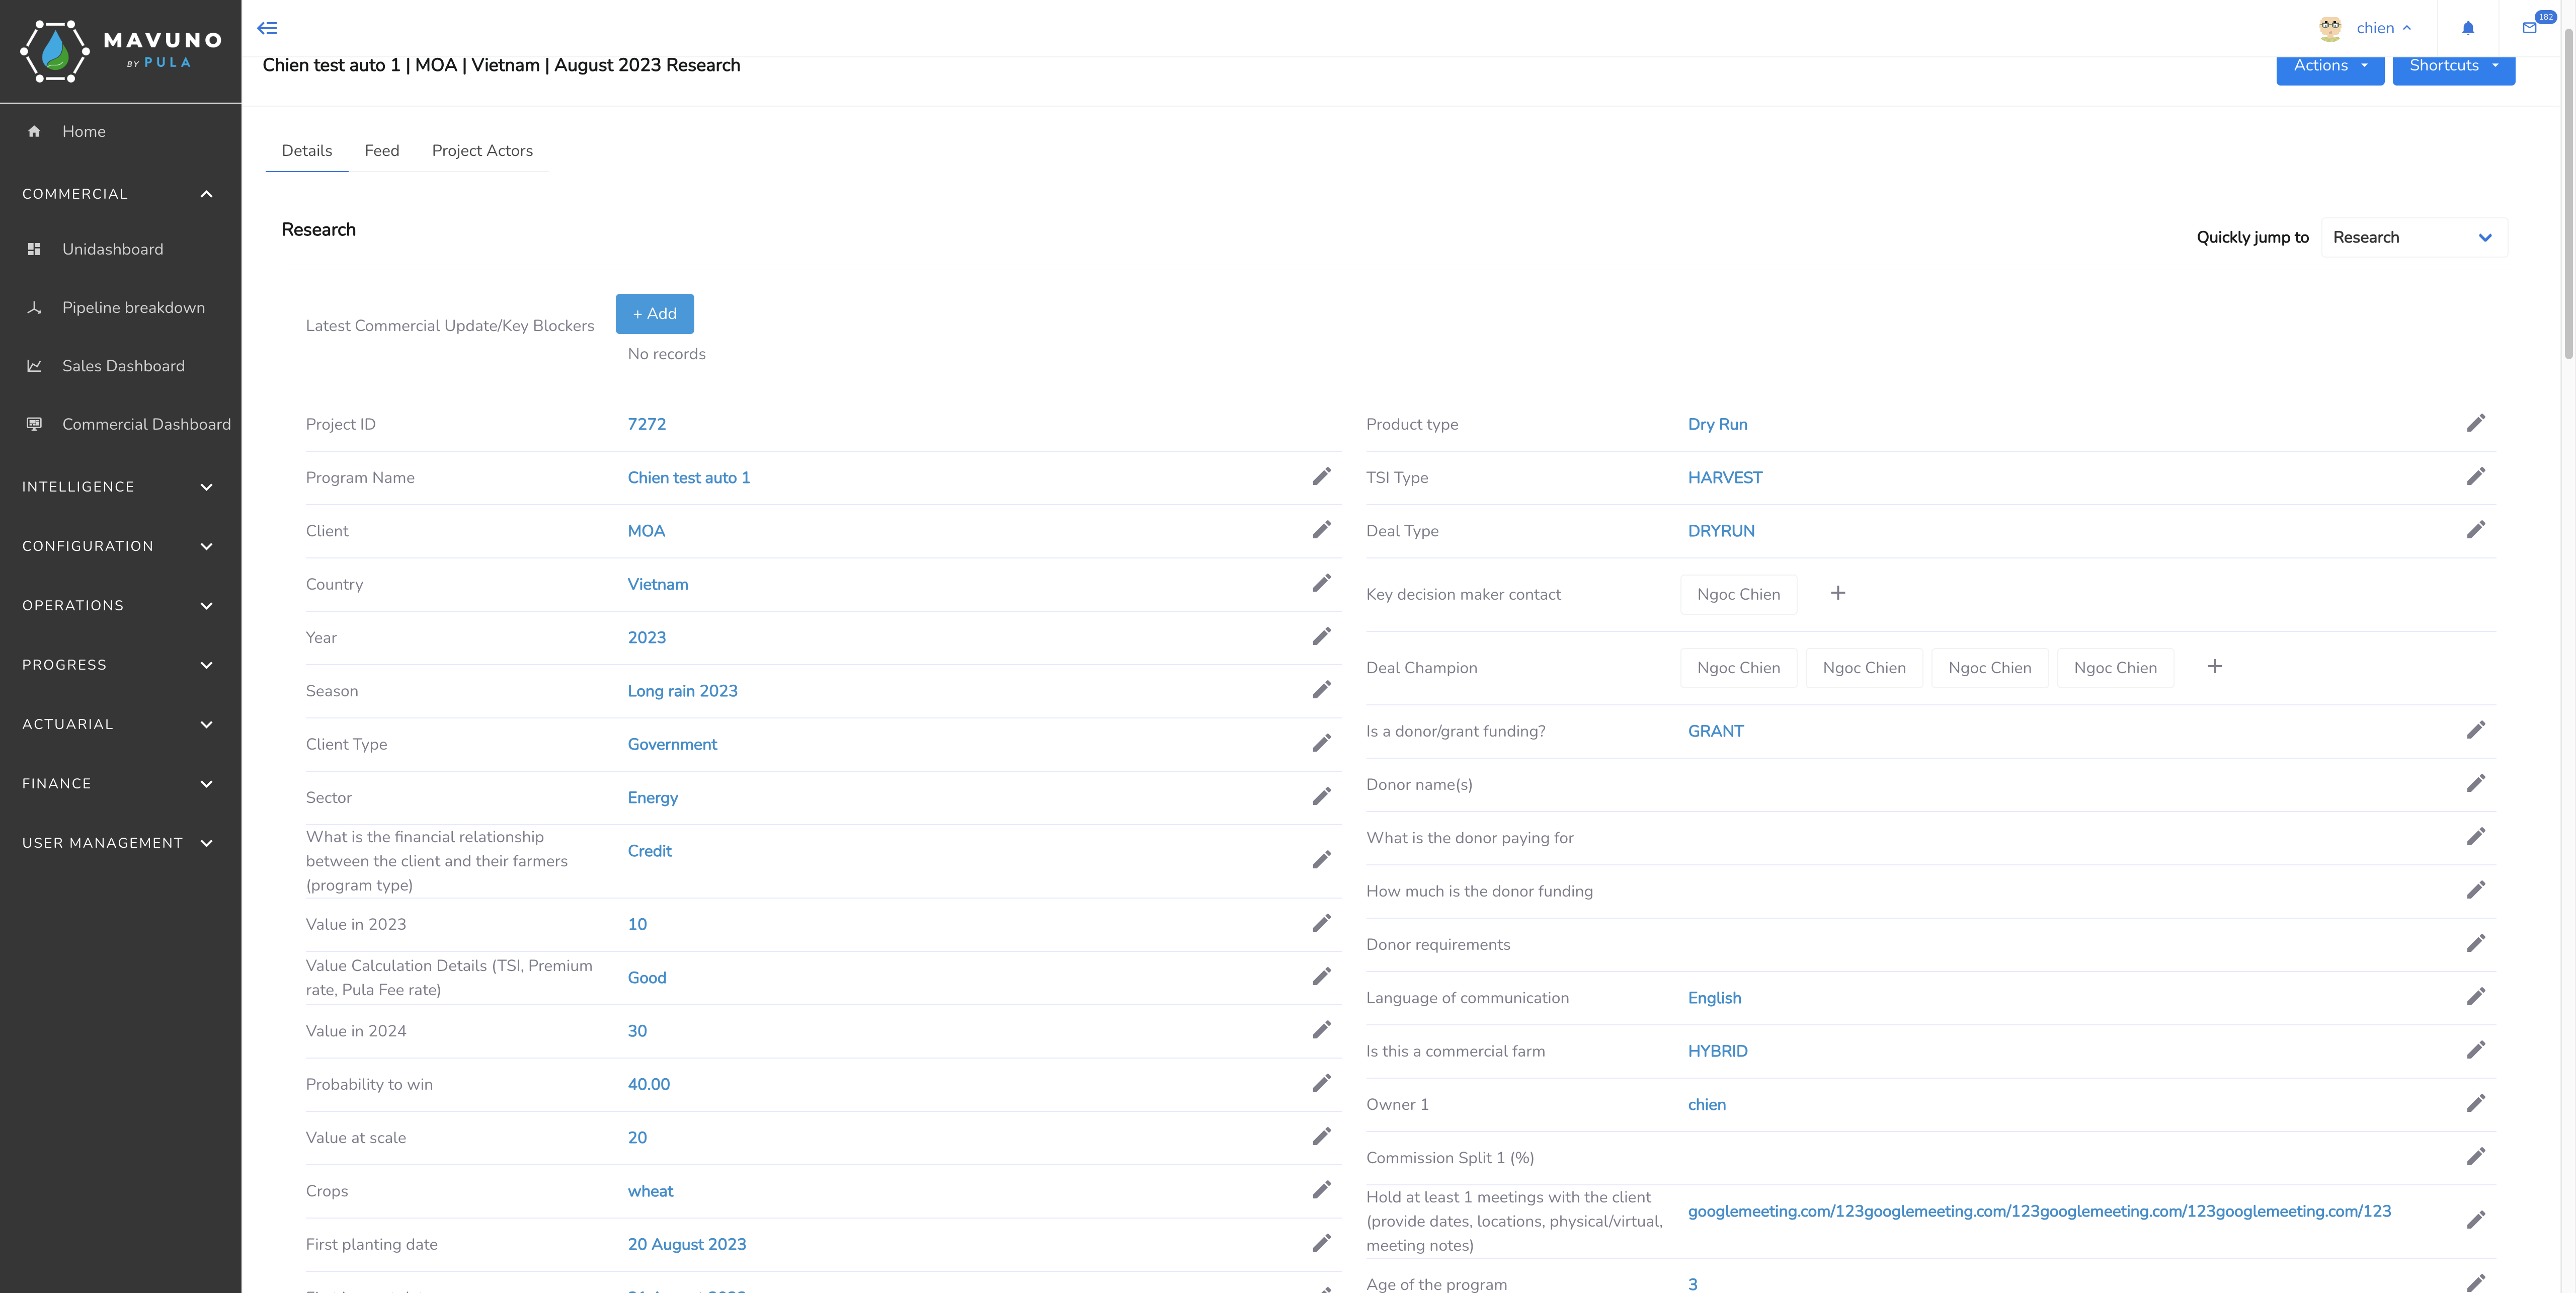 MAVUNO
BY PULA
chien
182
Chien test auto 1 | MOA | Vietnam | August 2023 Research
Actions
Shortcuts
Home
COMMERCIAL
Unidashboard
Pipeline breakdown
Sales Dashboard
Commercial Dashboard
INTELLIGENCE
CONFIGURATION
OPERATIONS
PROGRESS
ACTUARIAL
FINANCE
USER MANAGEMENT
Details Feed Project Actors
Research
Quickly jump to Research
Latest Commercial Update/Key Blockers
+ Add
No records
Project ID 7272
Program Name Chien test auto 1
Client MOA
Country Vietnam
Year 2023
Season Long rain 2023
Client Type Government
Sector Energy
What is the financial relationship
between the client and their farmers
(program type)
Credit
Value in 2023 10
Value Calculation Details (TSI, Premium
rate, Pula Fee rate)
Good
Value in 2024 30
Probability to win 40.00
Value at scale 20
Crops wheat
First planting date 20 August 2023
Product type Dry Run
TSI Type HARVEST
Deal Type DRYRUN
Key decision maker contact Ngoc Chien +
Deal Champion Ngoc Chien Ngoc Chien Ngoc Chien Ngoc Chien +
Is a donor/grant funding? GRANT
Donor name(s)
What is the donor paying for
How much is the donor funding
Donor requirements
Language of communication English
Is this a commercial farm HYBRID
Owner 1 chien
Commission Split 1 (%)
Hold at least 1 meetings with the client
(provide dates, locations, physical/virtual,
meeting notes)
googlemeeting.com/123googlemeeting.com/123googlemeeting.com/123googlemeeting.com/123
Age of the program 3